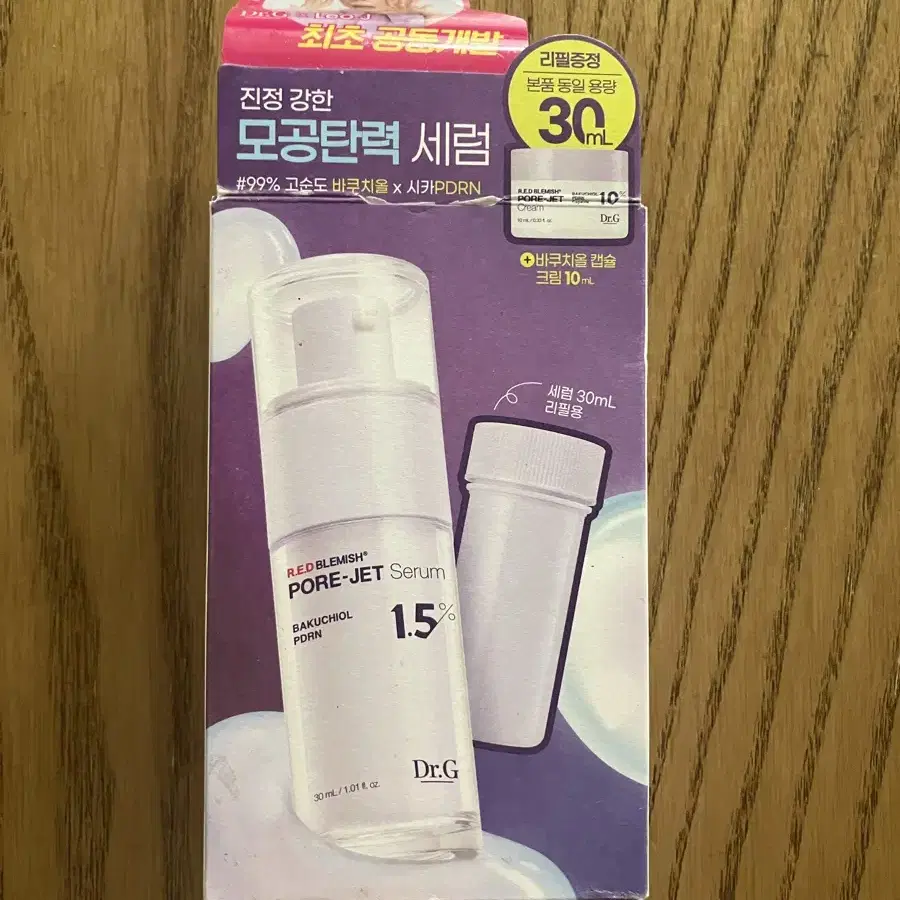 Dr.G
최초 공동개발
진정 강한
모공탄력 세럼
#99% 고순도 바쿠치올 x 시카PDRN
리필증정
본품 동일 용량
30mL
R.E.D BLEMISH®
PORE-JET
Cream
BAKUCHIOL
10%
Dr.G
+바쿠치올 캡슐
크림 10mL
세럼 30mL
리필용
R.E.D BLEMISH®
PORE-JET Serum
BAKUCHIOL
PDRN
1.5%
Dr.G
30 mL / 1.01 fl. oz.